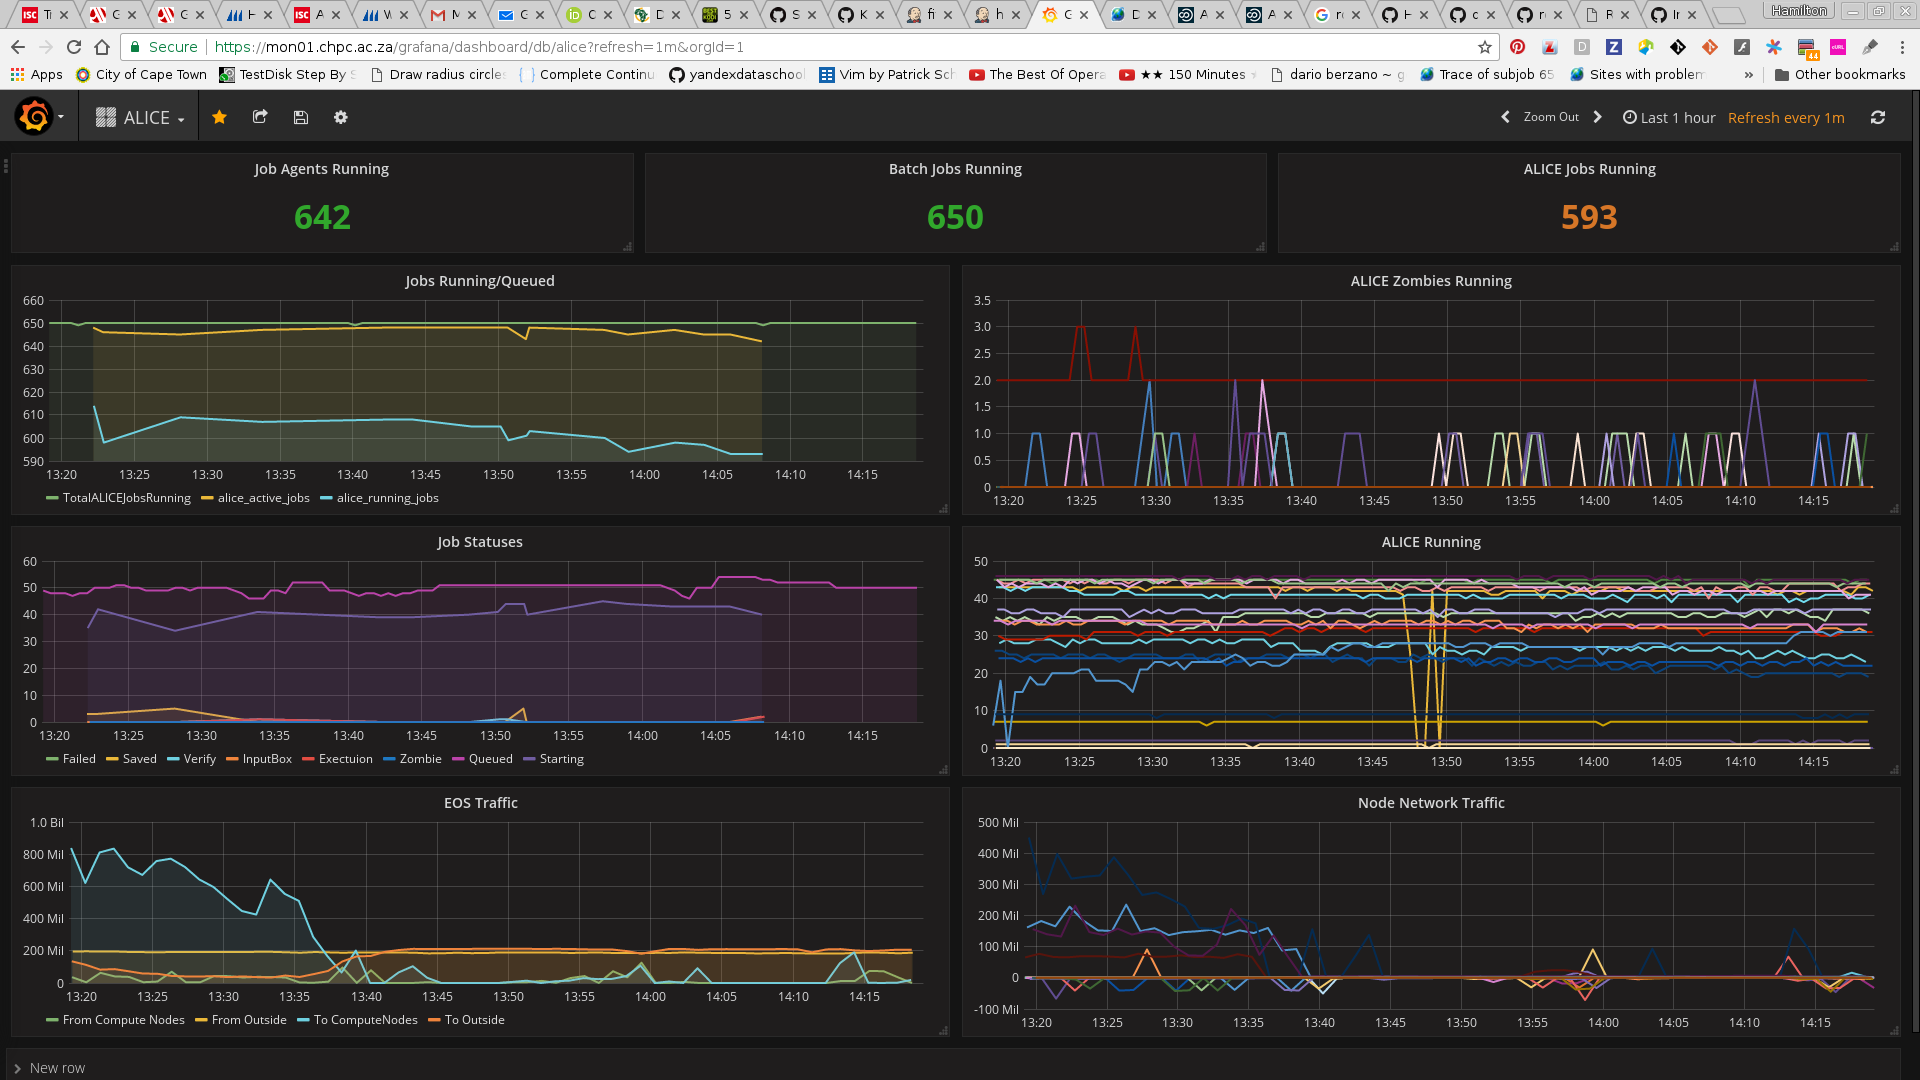 Hamilton
Secure https://mon01.chpc.ac.za/grafana/dashboard/db/alice?refresh=1m&orgId=1
Apps City of Cape Town TestDisk Step By S Draw radius circle Complete Continu yandexdataschoo Vim by Patrick Sch The Best Of Opera ★★ 150 Minutes dario berzano ~ g Trace of subjob 65 Sites with problem » Other bookmarks
ALICE Zoom Out Last 1 hour Refresh every 1m
Job Agents Running
642
Batch Jobs Running
650
ALICE Jobs Running
593
Jobs Running/Queued
660
650
640
630
620
610
600
590
13:20 13:25 13:30 13:35 13:40 13:45 13:50 13:55 14:00 14:05 14:10 14:15
TotalALICEJobsRunning alice_active_jobs alice_running_jobs
ALICE Zombies Running
3.5
3.0
2.5
2.0
1.5
1.0
0.5
0
13:20 13:25 13:30 13:35 13:40 13:45 13:50 13:55 14:00 14:05 14:10 14:15
Job Statuses
60
50
40
30
20
10
0
13:20 13:25 13:30 13:35 13:40 13:45 13:50 13:55 14:00 14:05 14:10 14:15
Failed Saved Verify InputBox Exectuion Zombie Queued Starting
ALICE Running
50
40
30
20
10
0
13:20 13:25 13:30 13:35 13:40 13:45 13:50 13:55 14:00 14:05 14:10 14:15
EOS Traffic
1.0 Bil
800 Mil
600 Mil
400 Mil
200 Mil
0
13:20 13:25 13:30 13:35 13:40 13:45 13:50 13:55 14:00 14:05 14:10 14:15
From Compute Nodes From Outside To ComputeNodes To Outside
Node Network Traffic
500 Mil
400 Mil
300 Mil
200 Mil
100 Mil
0
-100 Mil
13:20 13:25 13:30 13:35 13:40 13:45 13:50 13:55 14:00 14:05 14:10 14:15
New row